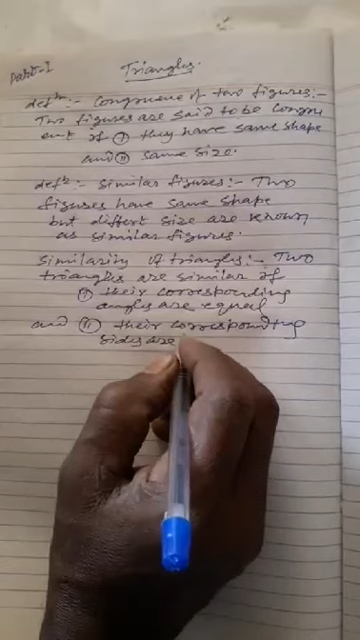 Part-I
Triangles.
defn:- Congruence of two figures:-
Two figures are said to be congru
ent if (i) they have same shape
and (ii) same size.
defn:- Similar figures:- Two
figures have same shape
but differt size are known
as similar figures.
Similarity of triangles:- Two
triangles are similar if
(i) their corresponding
angles are equal
and (ii) their corresponding
sides are